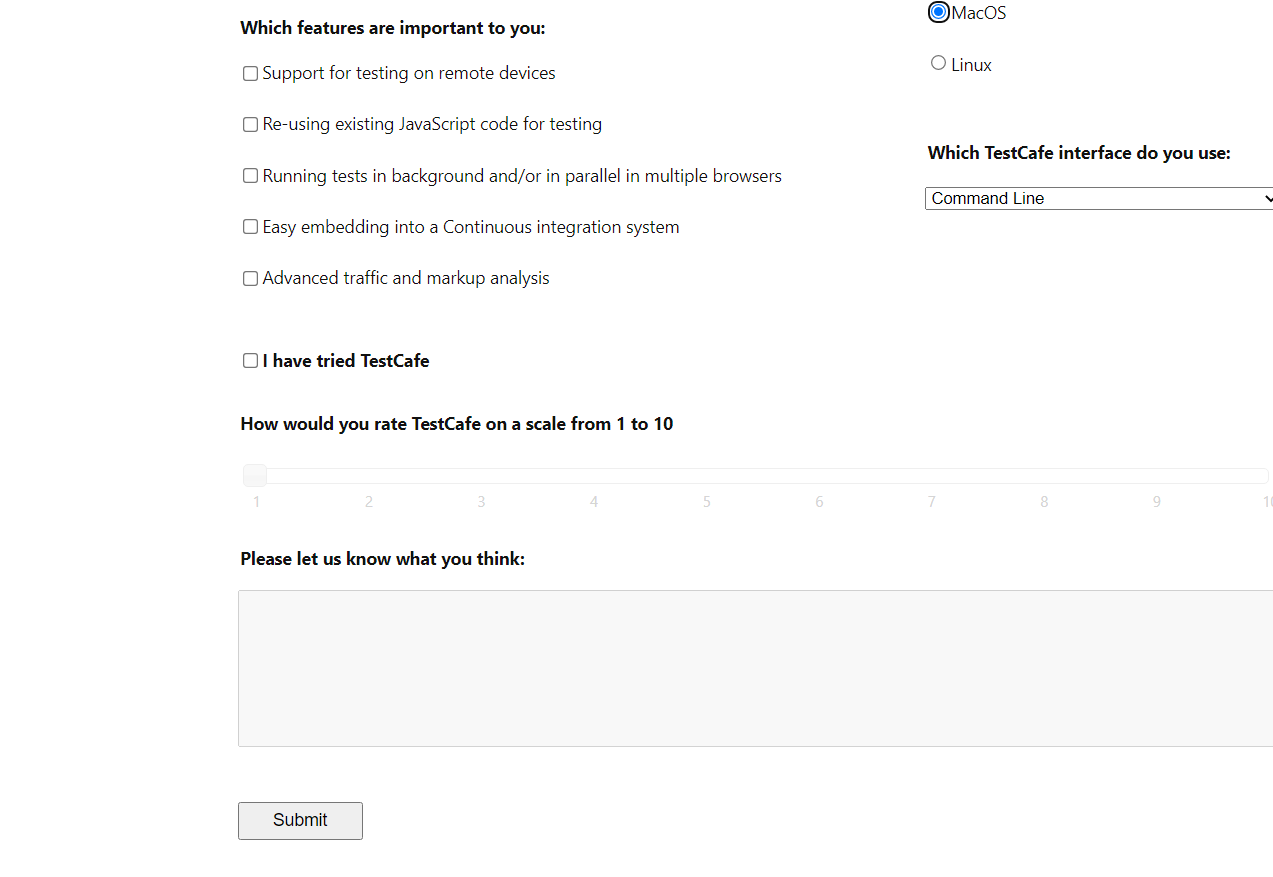 Which features are important to you:
Support for testing on remote devices
Re-using existing JavaScript code for testing
Running tests in background and/or in parallel in multiple browsers
Easy embedding into a Continuous integration system
Advanced traffic and markup analysis
MacOS
Linux
Which TestCafe interface do you use:
Command Line
I have tried TestCafe
How would you rate TestCafe on a scale from 1 to 10
1 2 3 4 5 6 7 8 9
Please let us know what you think:
Submit